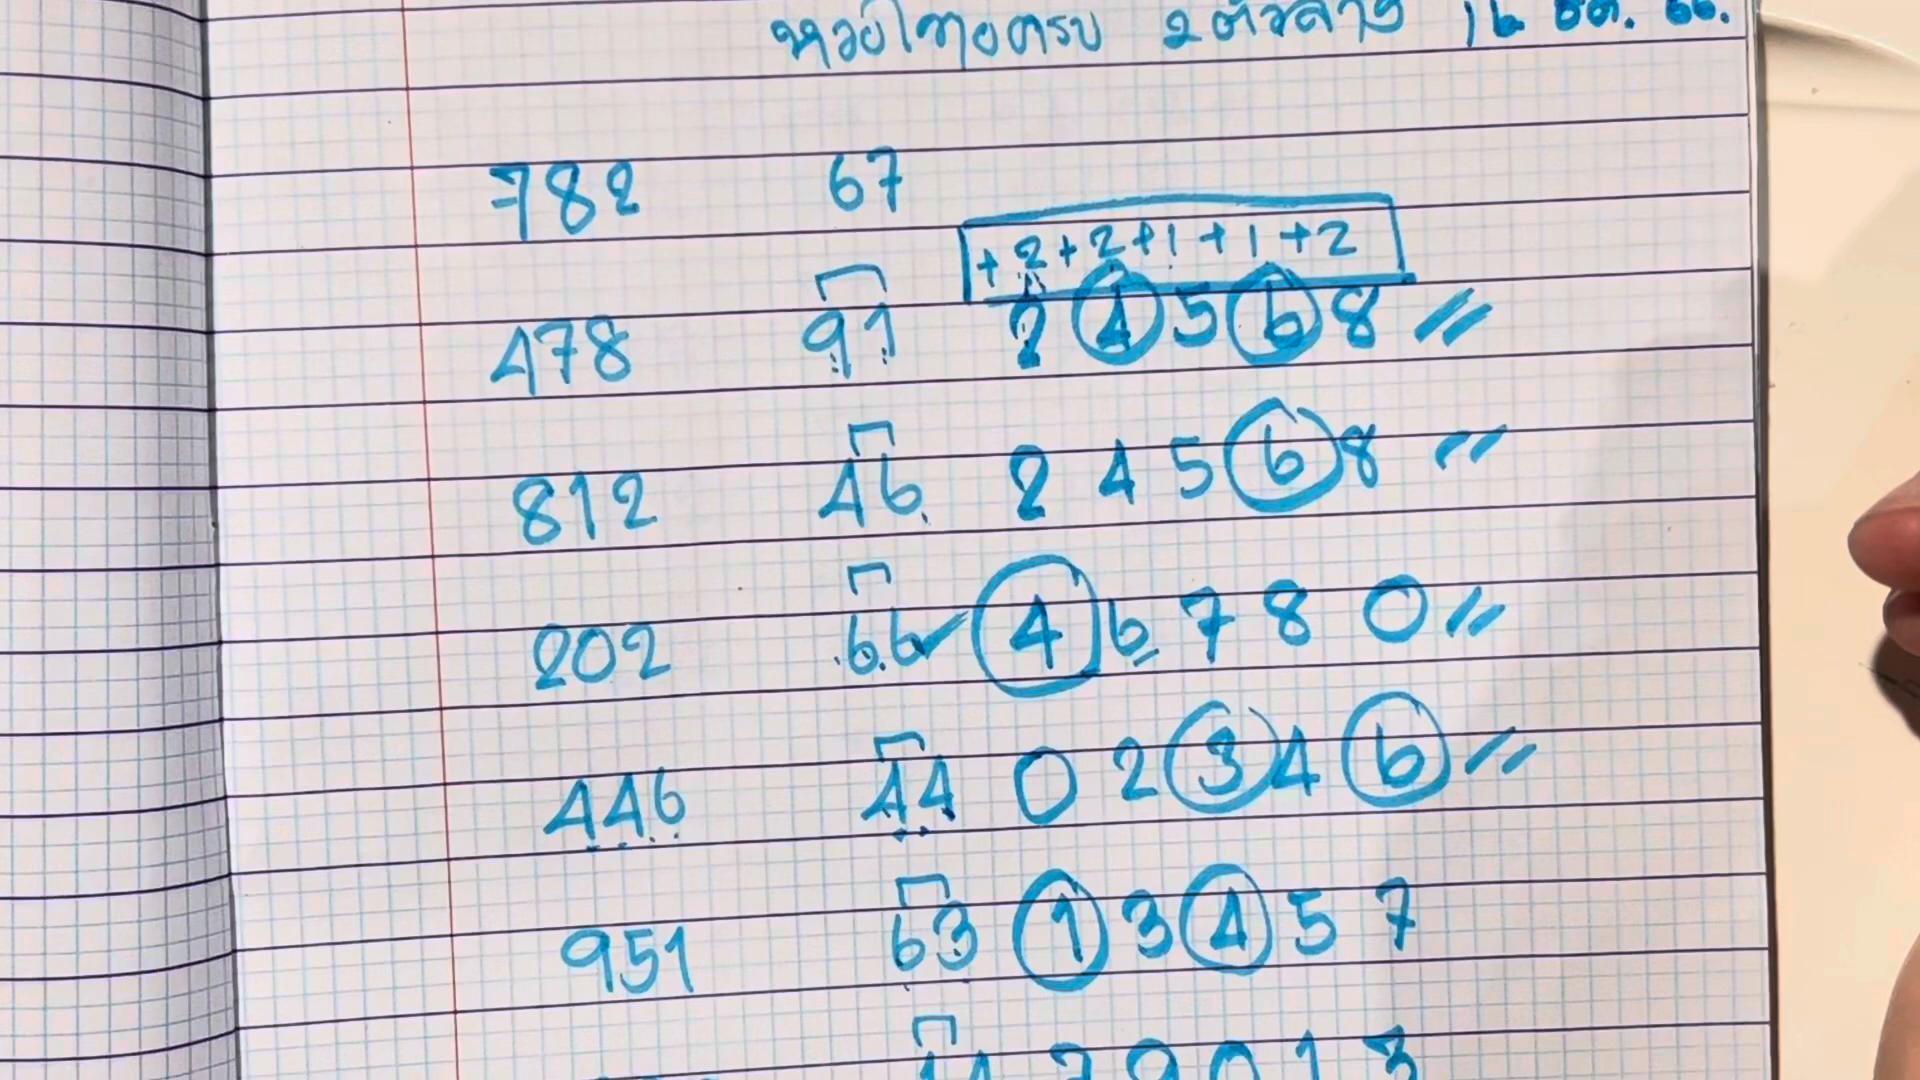 หวยไทยครับ 2 ตัวล่าง 16 ธค. 66.
782 67
+2+2+1+1+2
478 91 2 4 5 6 8 //
812 46 2 4 5 6 8 //
202 66 ✓ 4 6 7 8 0 //
446 44 0 2 3 4 6 //
951 63 1 3 4 5 7